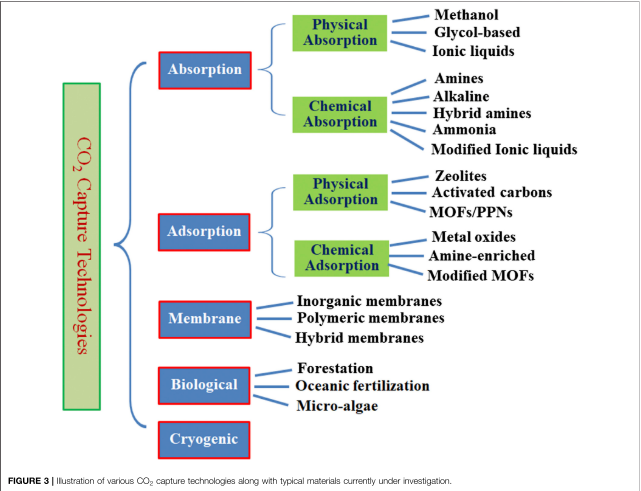 CO₂ Capture Technologies
Absorption
Physical
Absorption
Methanol
Glycol-based
Ionic liquids
Chemical
Absorption
Amines
Alkaline
Hybrid amines
Ammonia
Modified Ionic liquids
Adsorption
Physical
Adsorption
Zeolites
Activated carbons
MOFs/PPNs
Chemical
Adsorption
Metal oxides
Amine-enriched
Modified MOFs
Membrane
Inorganic membranes
Polymeric membranes
Hybrid membranes
Biological
Forestation
Oceanic fertilization
Micro-algae
Cryogenic
FIGURE 3 | Illustration of various CO₂ capture technologies along with typical materials currently under investigation.